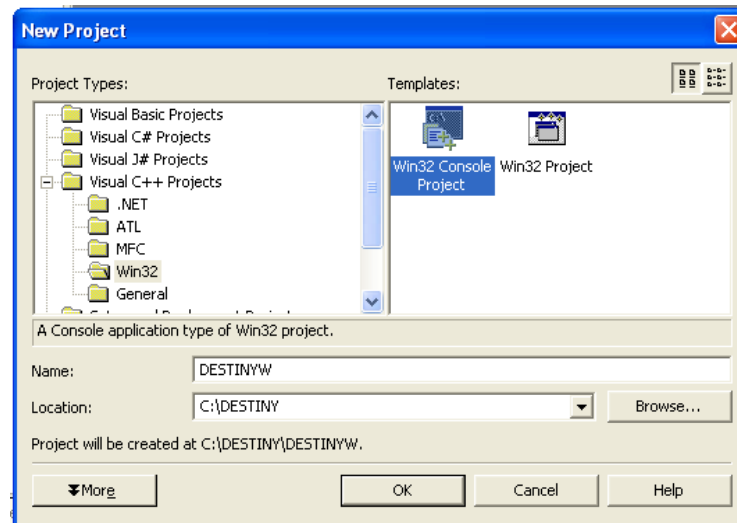 New Project
Project Types:
Templates:
Visual Basic Projects
Visual C# Projects
Visual J# Projects
Visual C++ Projects
.NET
ATL
MFC
Win32
General
Win32 Console
Project
Win32 Project
A Console application type of Win32 project.
Name:
DESTINYW
Location:
C:\DESTINY
Browse...
Project will be created at C:\DESTINY\DESTINYW.
More
OK
Cancel
Help